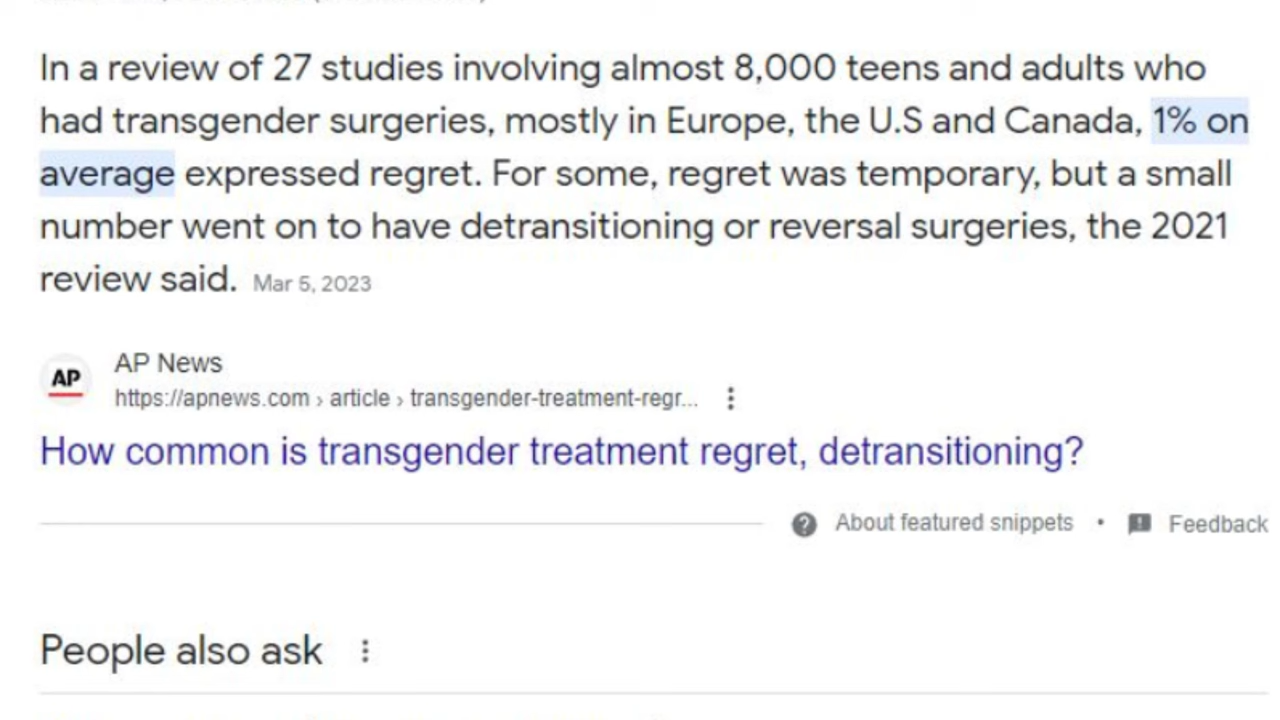 In a review of 27 studies involving almost 8,000 teens and adults who
had transgender surgeries, mostly in Europe, the U.S and Canada, 1% on
average expressed regret. For some, regret was temporary, but a small
number went on to have detransitioning or reversal surgeries, the 2021
review said. Mar 5, 2023
AP
AP News
https://apnews.com › article › transgender-treatment-regr...
How common is transgender treatment regret, detransitioning?
About featured snippets • Feedback
People also ask